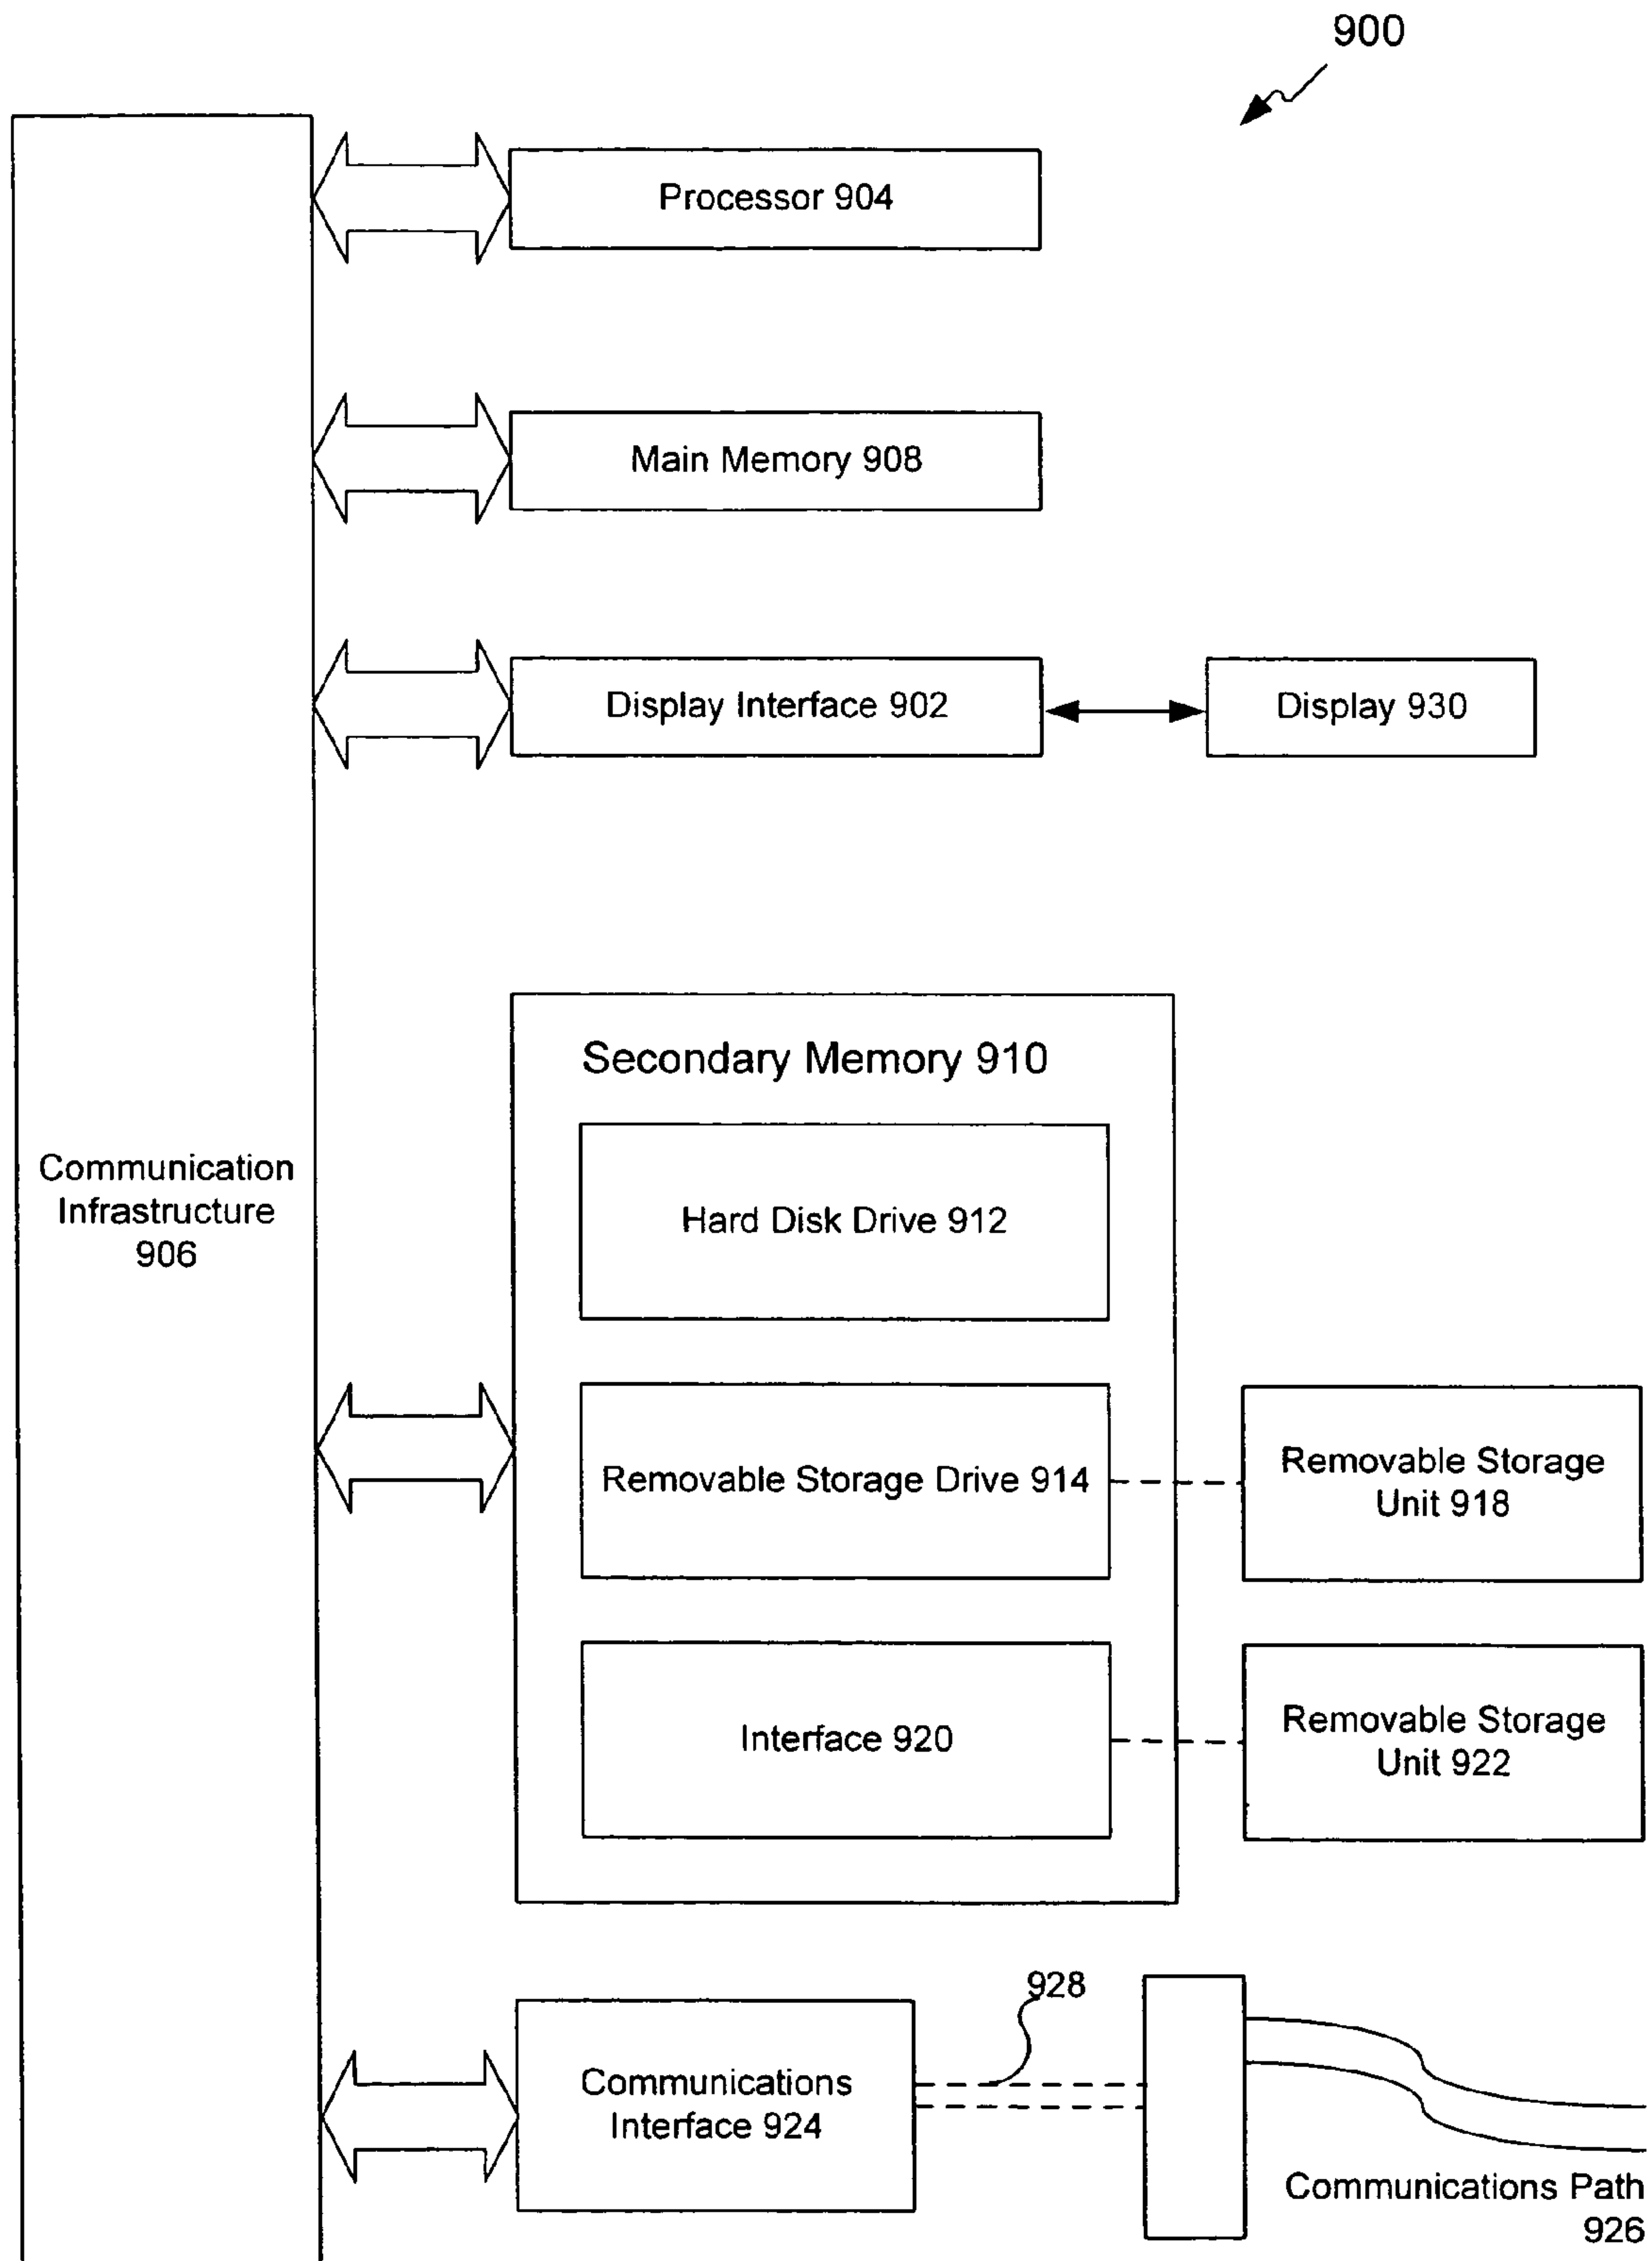 900
Processor 904
Main Memory 908
Display Interface 902
Display 930
Secondary Memory 910
Communication
Infrastructure
906
Hard Disk Drive 912
Removable Storage Drive 914
Removable Storage
Unit 918
Interface 920
Removable Storage
Unit 922
928
Communications
Interface 924
Communications Path
926